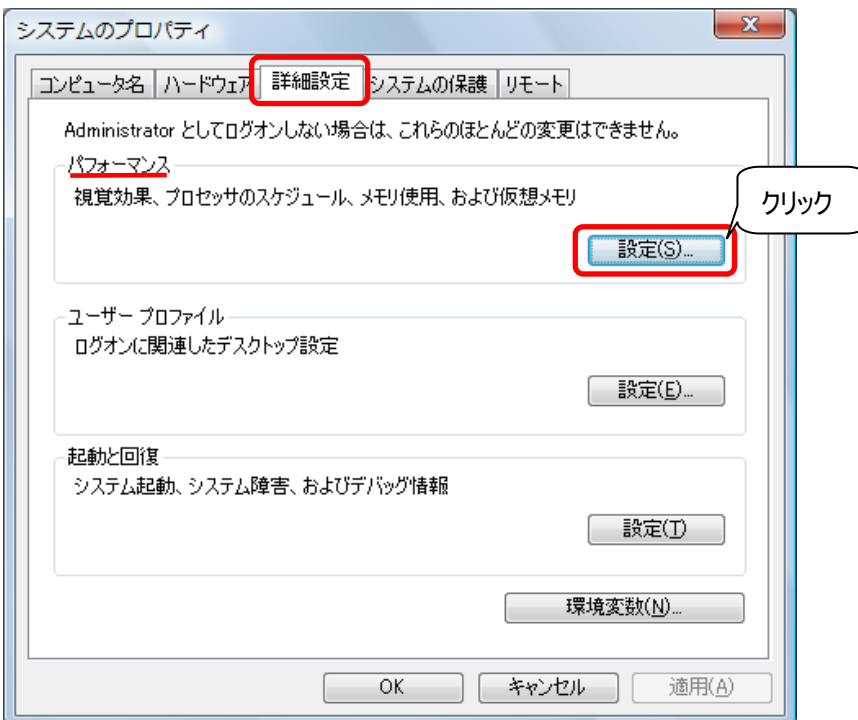 システムのプロパティ
コンピュータ名 ハードウェア 詳細設定 システムの保護 リモート
Administrator としてログオンしない場合は、これらのほとんどの変更はできません。
パフォーマンス
視覚効果、プロセッサのスケジュール、メモリ使用、および仮想メモリ
クリック
設定(S)...
ユーザー プロファイル
ログオンに関連したデスクトップ設定
設定(E)...
起動と回復
システム起動、システム障害、およびデバッグ情報
設定(T)
環境変数(N)...
OK キャンセル 適用(A)